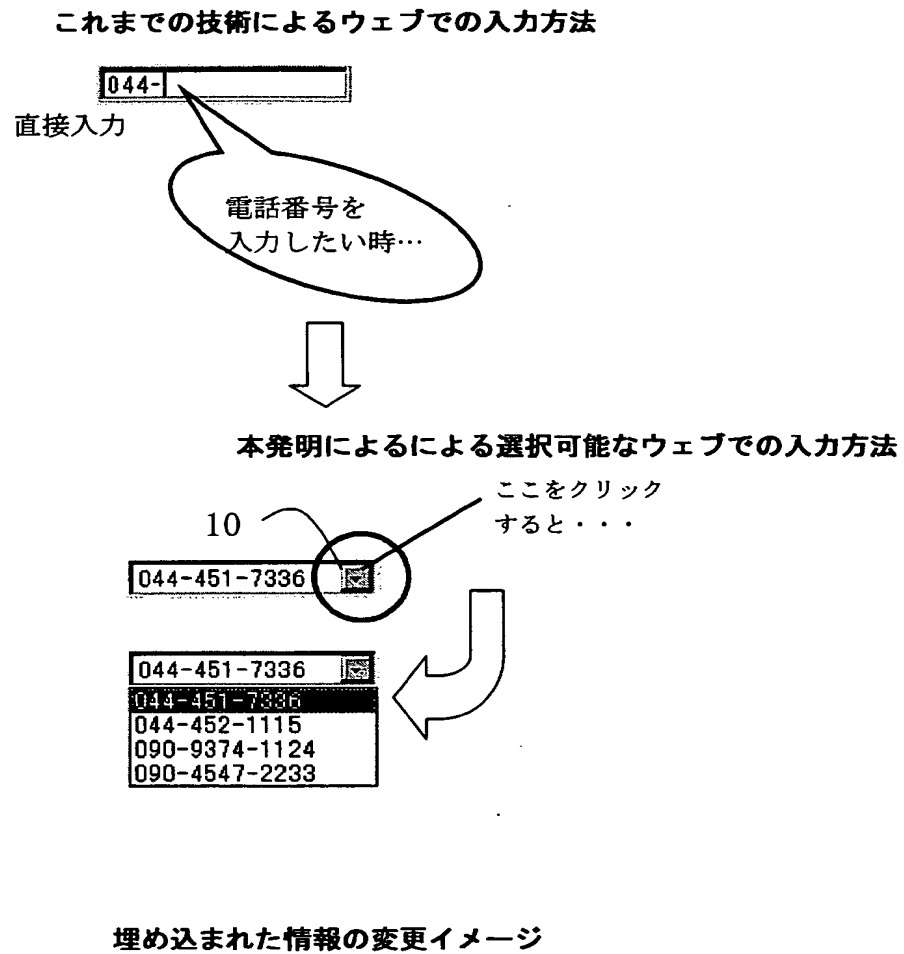 これまでの技術によるウェブでの入力方法
044-
直接入力
電話番号を
入力したい時…
本発明によるによる選択可能なウェブでの入力方法
ここをクリック
すると・・・
10
044-451-7336
044-451-7336
044-451-7336
044-452-1115
090-9374-1124
090-4547-2233
埋め込まれた情報の変更イメージ